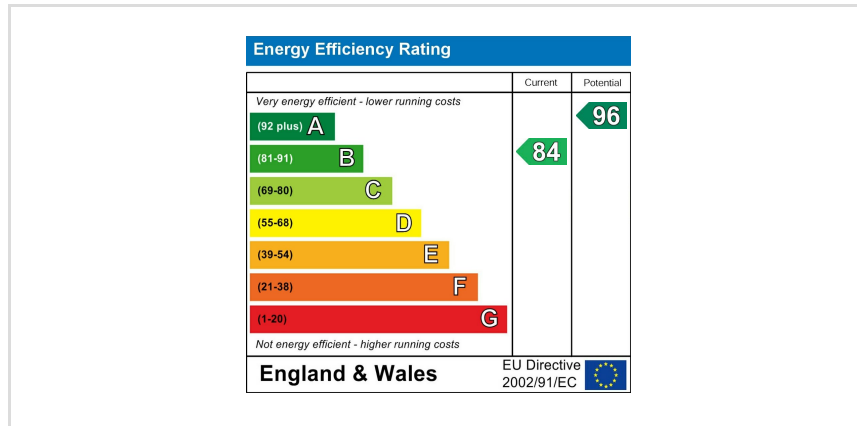 Energy Efficiency Rating
Current Potential
Very energy efficient - lower running costs
(92 plus) A
96
(81-91) B
84
(69-80) C
(55-68) D
(39-54) E
(21-38) F
(1-20) G
Not energy efficient - higher running costs
England & Wales
EU Directive
2002/91/EC